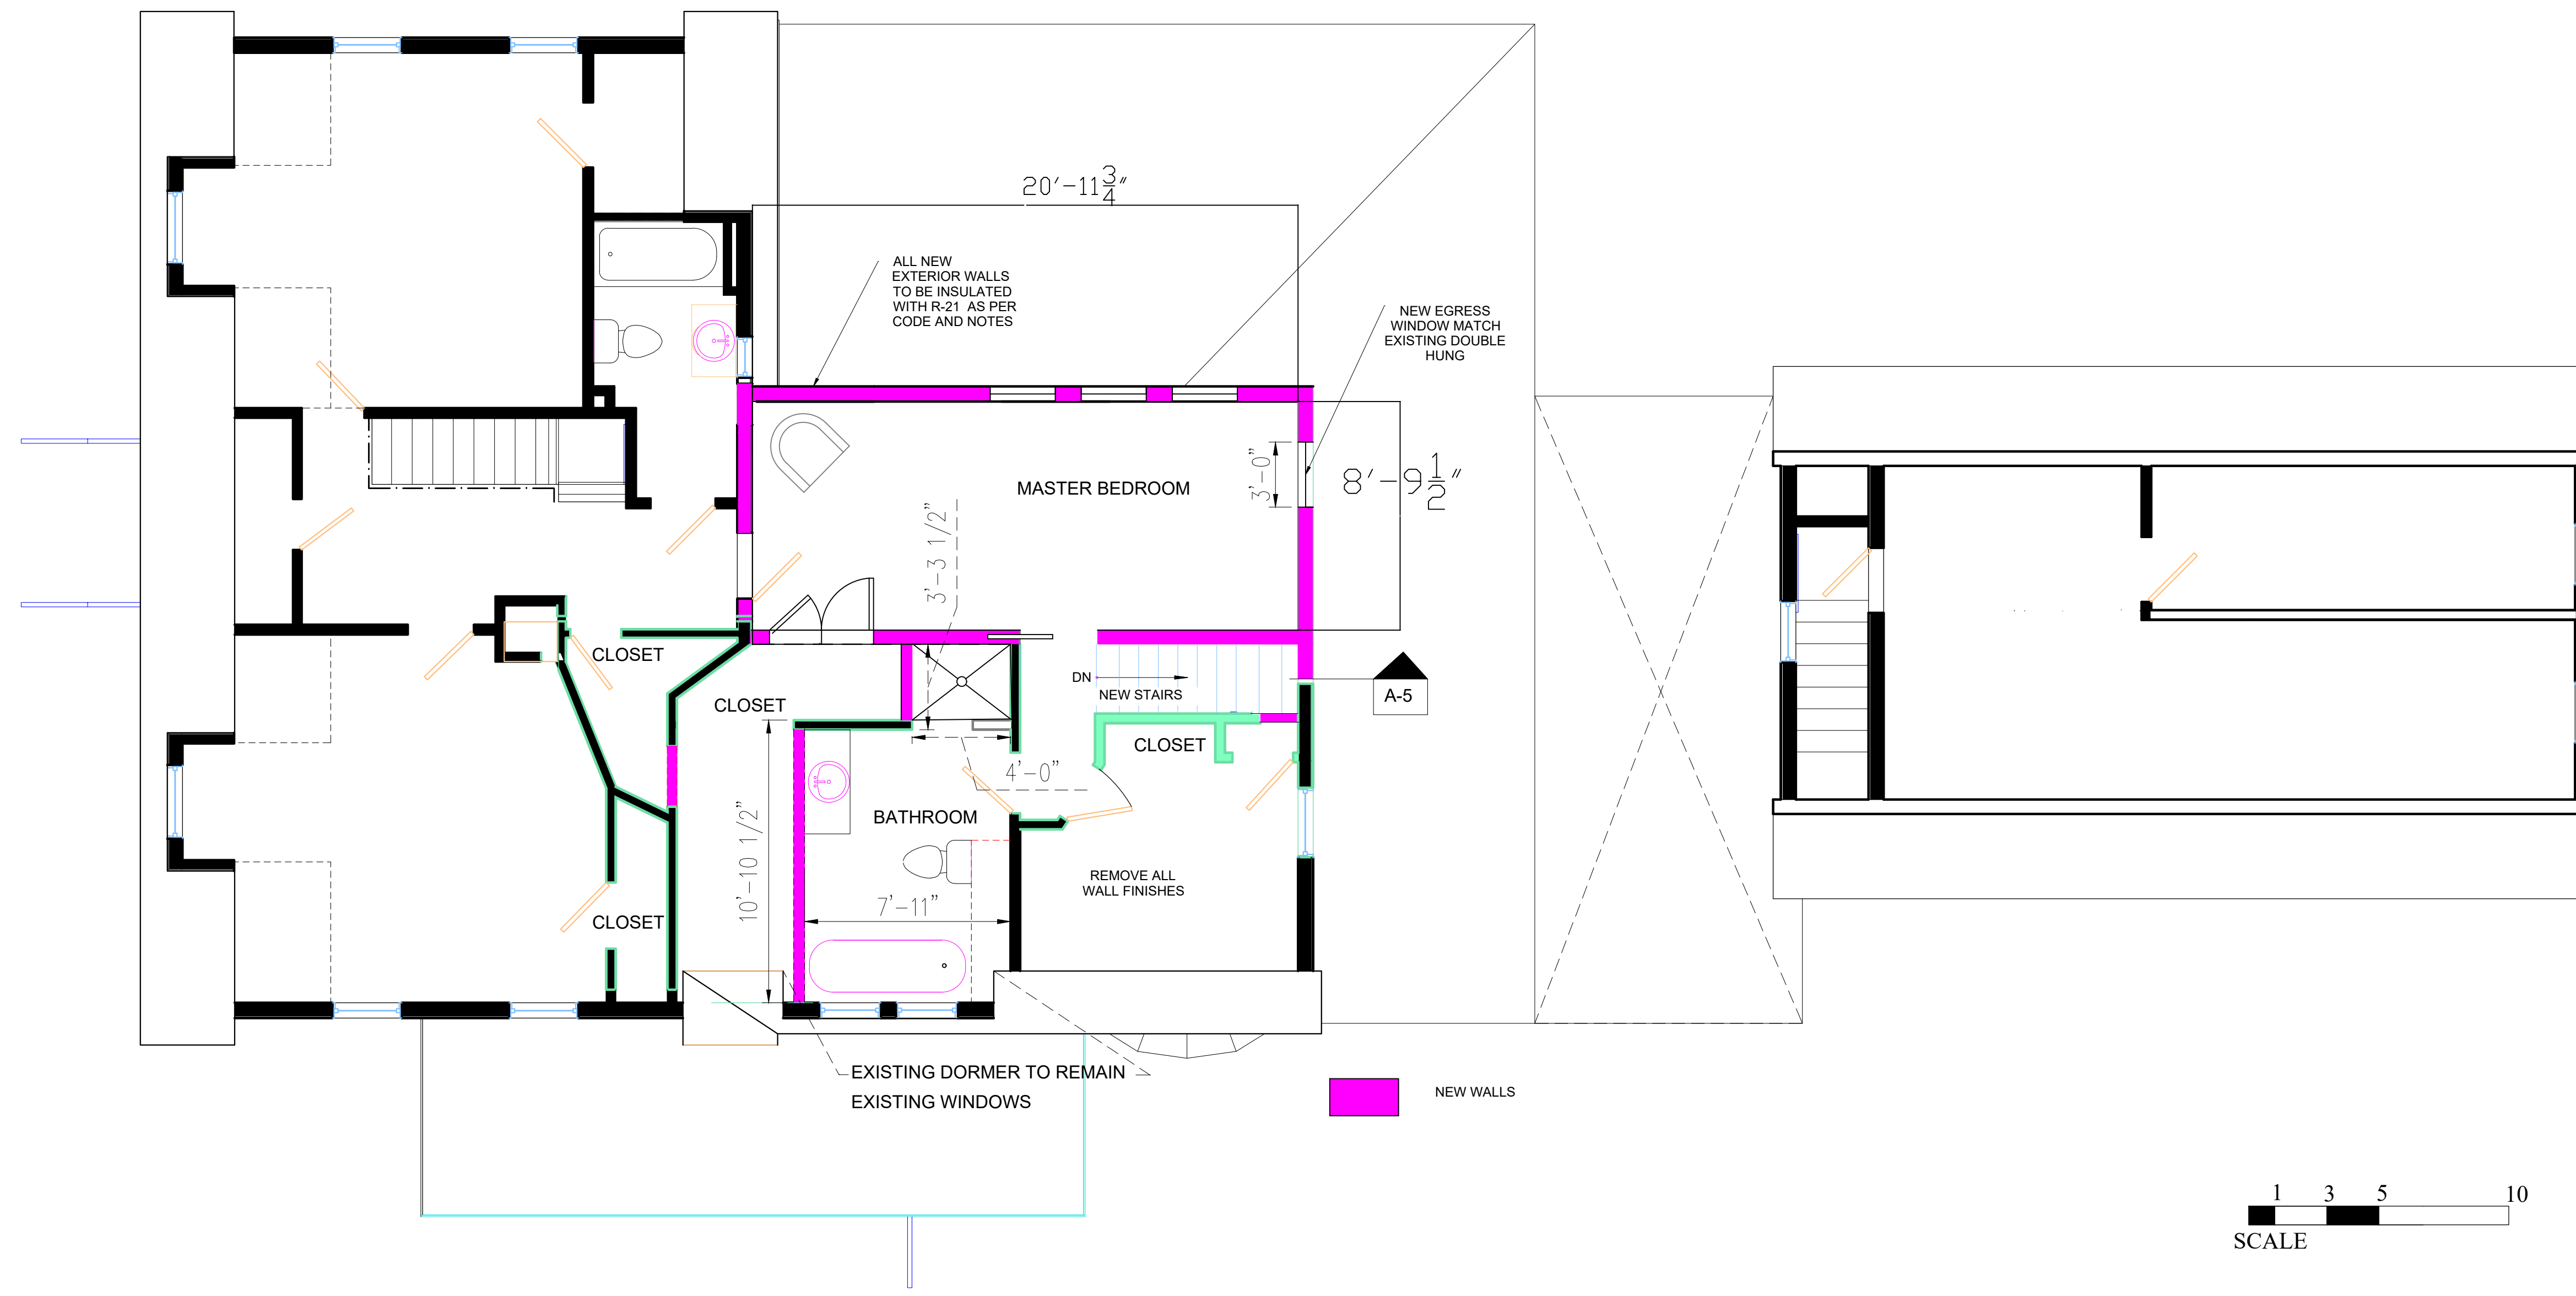 20'-11 3/4"
ALL NEW
EXTERIOR WALLS
TO BE INSULATED
WITH R-21 AS PER
CODE AND NOTES
NEW EGRESS
WINDOW MATCH
EXISTING DOUBLE
HUNG
3'-0"
8'-9 1/2"
MASTER BEDROOM
3'-3 1/2"
CLOSET
CLOSET
DN
NEW STAIRS
A-5
CLOSET
4'-0"
BATHROOM
10'-10 1/2"
REMOVE ALL
WALL FINISHES
7'-11"
CLOSET
EXISTING DORMER TO REMAIN
EXISTING WINDOWS
NEW WALLS
1 3 5 10
SCALE